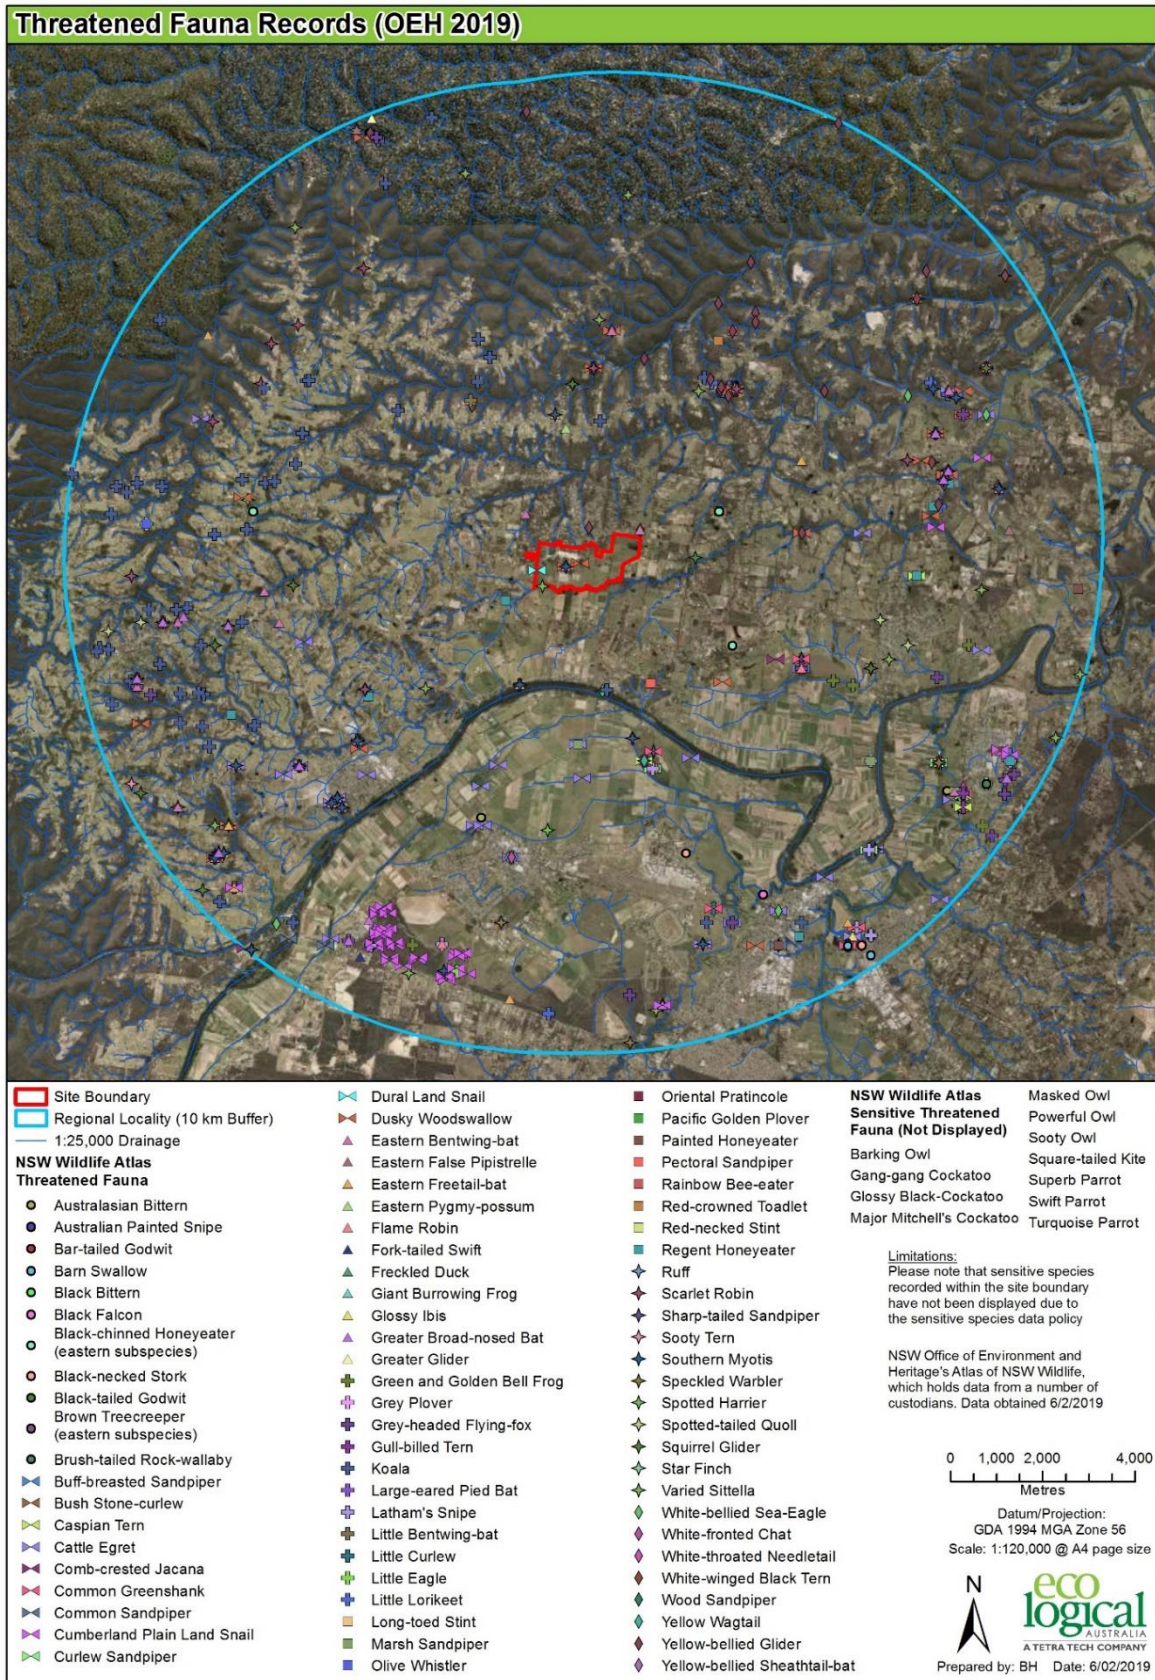 Threatened Fauna Records (OEH 2019)
Site Boundary
Regional Locality (10 km Buffer)
1:25,000 Drainage
NSW Wildlife Atlas
Threatened Fauna
Australasian Bittern
Australian Painted Snipe
Bar-tailed Godwit
Barn Swallow
Black Bittern
Black Falcon
Black-chinned Honeyeater
(eastern subspecies)
Black-necked Stork
Black-tailed Godwit
Brown Treecreeper
(eastern subspecies)
Brush-tailed Rock-wallaby
Buff-breasted Sandpiper
Bush Stone-curlew
Caspian Tern
Cattle Egret
Comb-crested Jacana
Common Greenshank
Common Sandpiper
Cumberland Plain Land Snail
Curlew Sandpiper
Dural Land Snail
Dusky Woodswallow
Eastern Bentwing-bat
Eastern False Pipistrelle
Eastern Freetail-bat
Eastern Pygmy-possum
Flame Robin
Fork-tailed Swift
Freckled Duck
Giant Burrowing Frog
Glossy Ibis
Greater Broad-nosed Bat
Greater Glider
Green and Golden Bell Frog
Grey Plover
Grey-headed Flying-fox
Gull-billed Tern
Koala
Large-eared Pied Bat
Latham's Snipe
Little Bentwing-bat
Little Curlew
Little Eagle
Little Lorikeet
Long-toed Stint
Marsh Sandpiper
Olive Whistler
Oriental Pratincole
Pacific Golden Plover
Painted Honeyeater
Pectoral Sandpiper
Rainbow Bee-eater
Red-crowned Toadlet
Red-necked Stint
Regent Honeyeater
Ruff
Scarlet Robin
Sharp-tailed Sandpiper
Sooty Tern
Southern Myotis
Speckled Warbler
Spotted Harrier
Spotted-tailed Quoll
Squirrel Glider
Star Finch
Varied Sittella
White-bellied Sea-Eagle
White-fronted Chat
White-throated Needletail
White-winged Black Tern
Wood Sandpiper
Yellow Wagtail
Yellow-bellied Glider
Yellow-bellied Sheathtail-bat
NSW Wildlife Atlas
Sensitive Threatened
Fauna (Not Displayed)
Barking Owl
Gang-gang Cockatoo
Glossy Black-Cockatoo
Major Mitchell's Cockatoo
Masked Owl
Powerful Owl
Sooty Owl
Square-tailed Kite
Superb Parrot
Swift Parrot
Turquoise Parrot
Limitations:
Please note that sensitive species
recorded within the site boundary
have not been displayed due to
the sensitive species data policy
NSW Office of Environment and
Heritage's Atlas of NSW Wildlife,
which holds data from a number of
custodians. Data obtained 6/2/2019
0 1,000 2,000 4,000
Metres
Datum/Projection:
GDA 1994 MGA Zone 56
Scale: 1:120,000 @ A4 page size
N
eco
logical
AUSTRALIA
A TETRA TECH COMPANY
Prepared by: BH Date: 6/02/2019